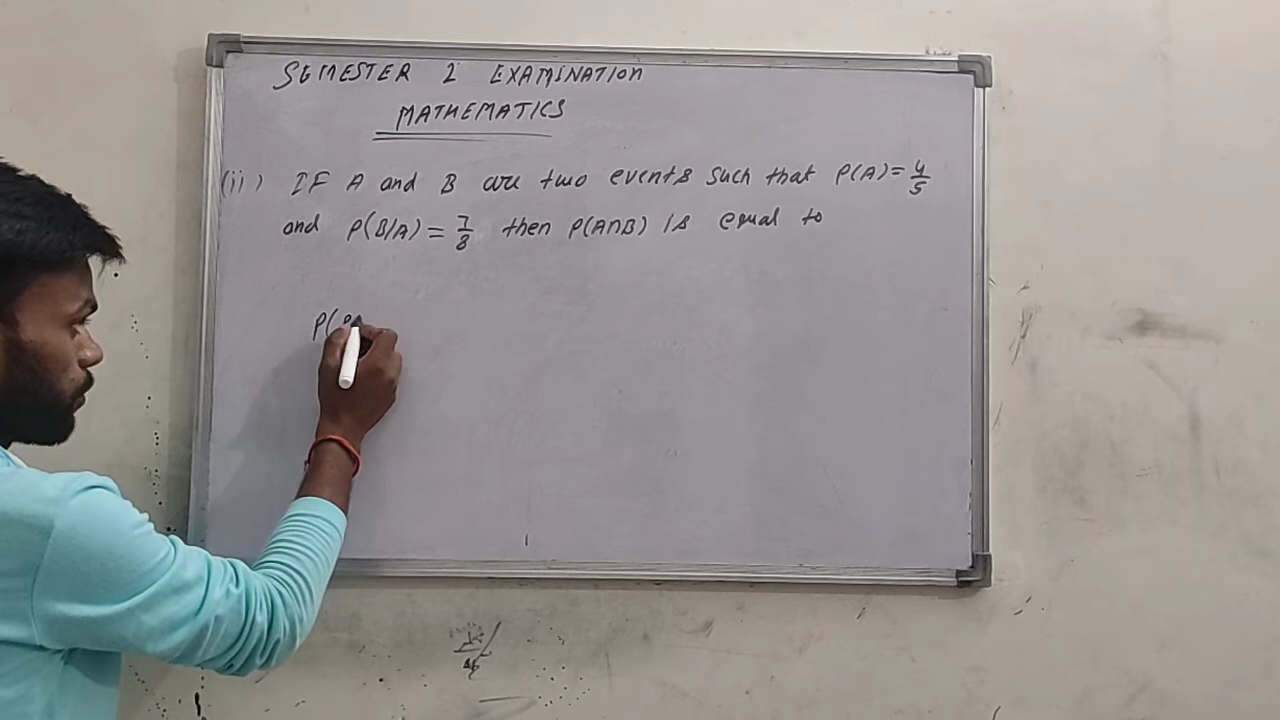 SEMESTER 2 EXAMINATION
MATHEMATICS
(ii) IF A and B are two events such that P(A)=4/5
and P(B/A) = 7/8 then P(A∩B) is equal to
P(